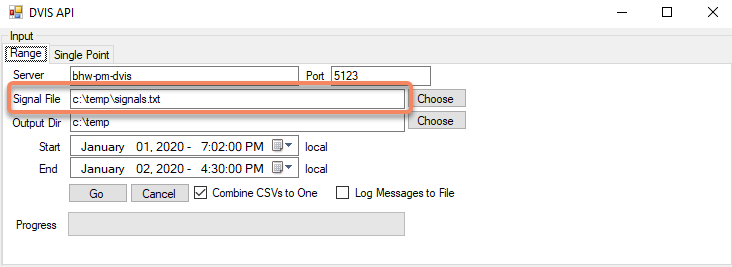 DVIS API
Input
Range Single Point
Server bhw-pm-dvis Port 5123
Signal File c:\temp\signals.txt Choose
Output Dir c:\temp Choose
Start January 01, 2020 - 7:02:00 PM local
End January 02, 2020 - 4:30:00 PM local
Go Cancel Combine CSVs to One Log Messages to File
Progress